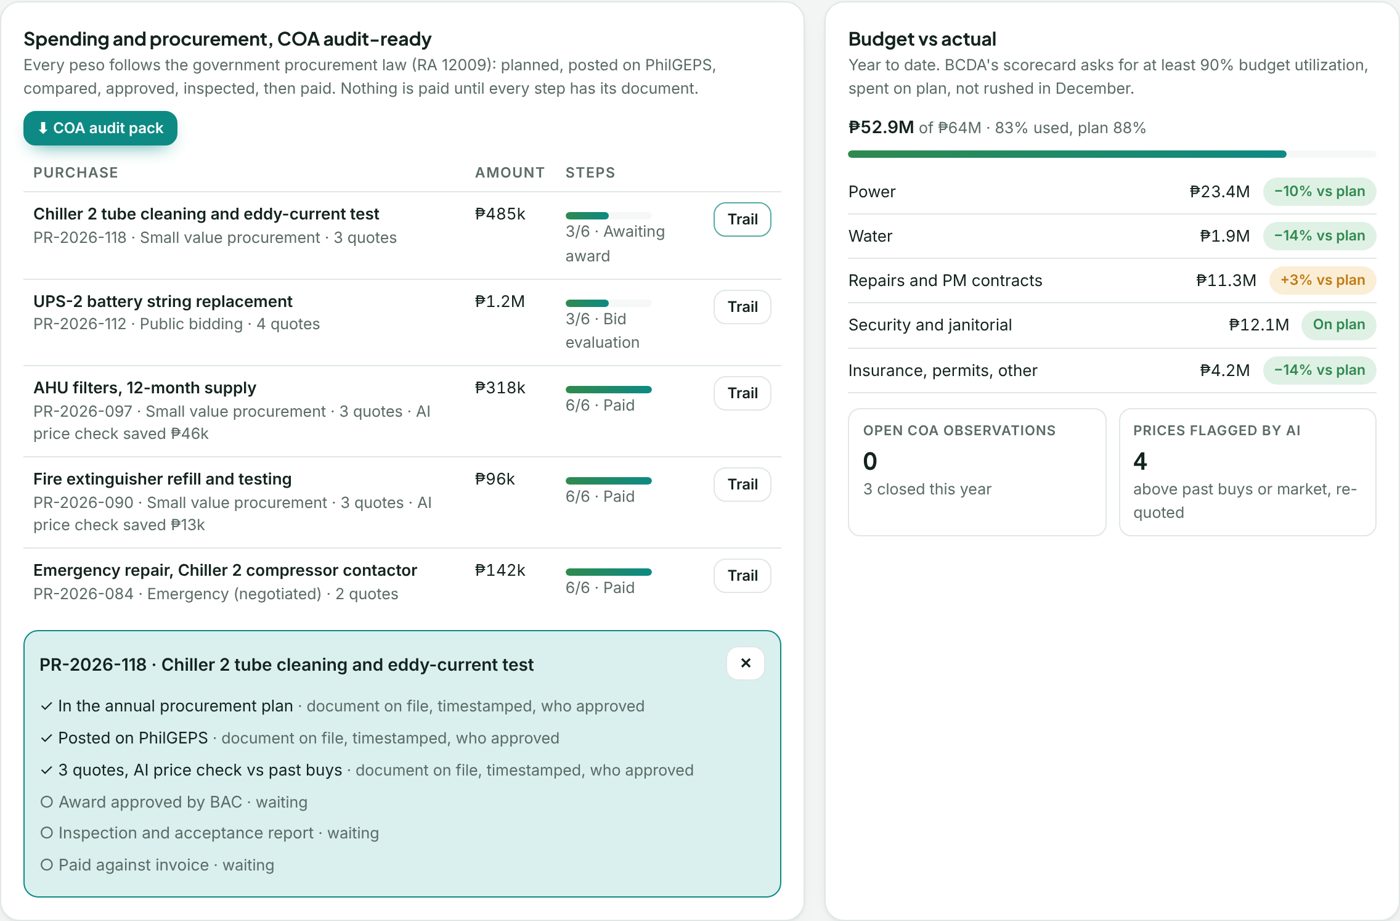 Spending and procurement, COA audit-ready
Every peso follows the government procurement law (RA 12009): planned, posted on PhilGEPS,
compared, approved, inspected, then paid. Nothing is paid until every step has its document.
⬇ COA audit pack
PURCHASE AMOUNT STEPS
Chiller 2 tube cleaning and eddy-current test ₱485k Trail
PR-2026-118 · Small value procurement · 3 quotes 3/6 · Awaiting
award
UPS-2 battery string replacement ₱1.2M Trail
PR-2026-112 · Public bidding · 4 quotes 3/6 · Bid
evaluation
AHU filters, 12-month supply ₱318k Trail
PR-2026-097 · Small value procurement · 3 quotes · AI 6/6 · Paid
price check saved ₱46k
Fire extinguisher refill and testing ₱96k Trail
PR-2026-090 · Small value procurement · 3 quotes · AI 6/6 · Paid
price check saved ₱13k
Emergency repair, Chiller 2 compressor contactor ₱142k Trail
PR-2026-084 · Emergency (negotiated) · 2 quotes 6/6 · Paid
PR-2026-118 · Chiller 2 tube cleaning and eddy-current test ✕
✓ In the annual procurement plan · document on file, timestamped, who approved
✓ Posted on PhilGEPS · document on file, timestamped, who approved
✓ 3 quotes, AI price check vs past buys · document on file, timestamped, who approved
○ Award approved by BAC · waiting
○ Inspection and acceptance report · waiting
○ Paid against invoice · waiting
Budget vs actual
Year to date. BCDA's scorecard asks for at least 90% budget utilization,
spent on plan, not rushed in December.
₱52.9M of ₱64M · 83% used, plan 88%
Power ₱23.4M −10% vs plan
Water ₱1.9M −14% vs plan
Repairs and PM contracts ₱11.3M +3% vs plan
Security and janitorial ₱12.1M On plan
Insurance, permits, other ₱4.2M −14% vs plan
OPEN COA OBSERVATIONS
0
3 closed this year
PRICES FLAGGED BY AI
4
above past buys or market, re-
quoted